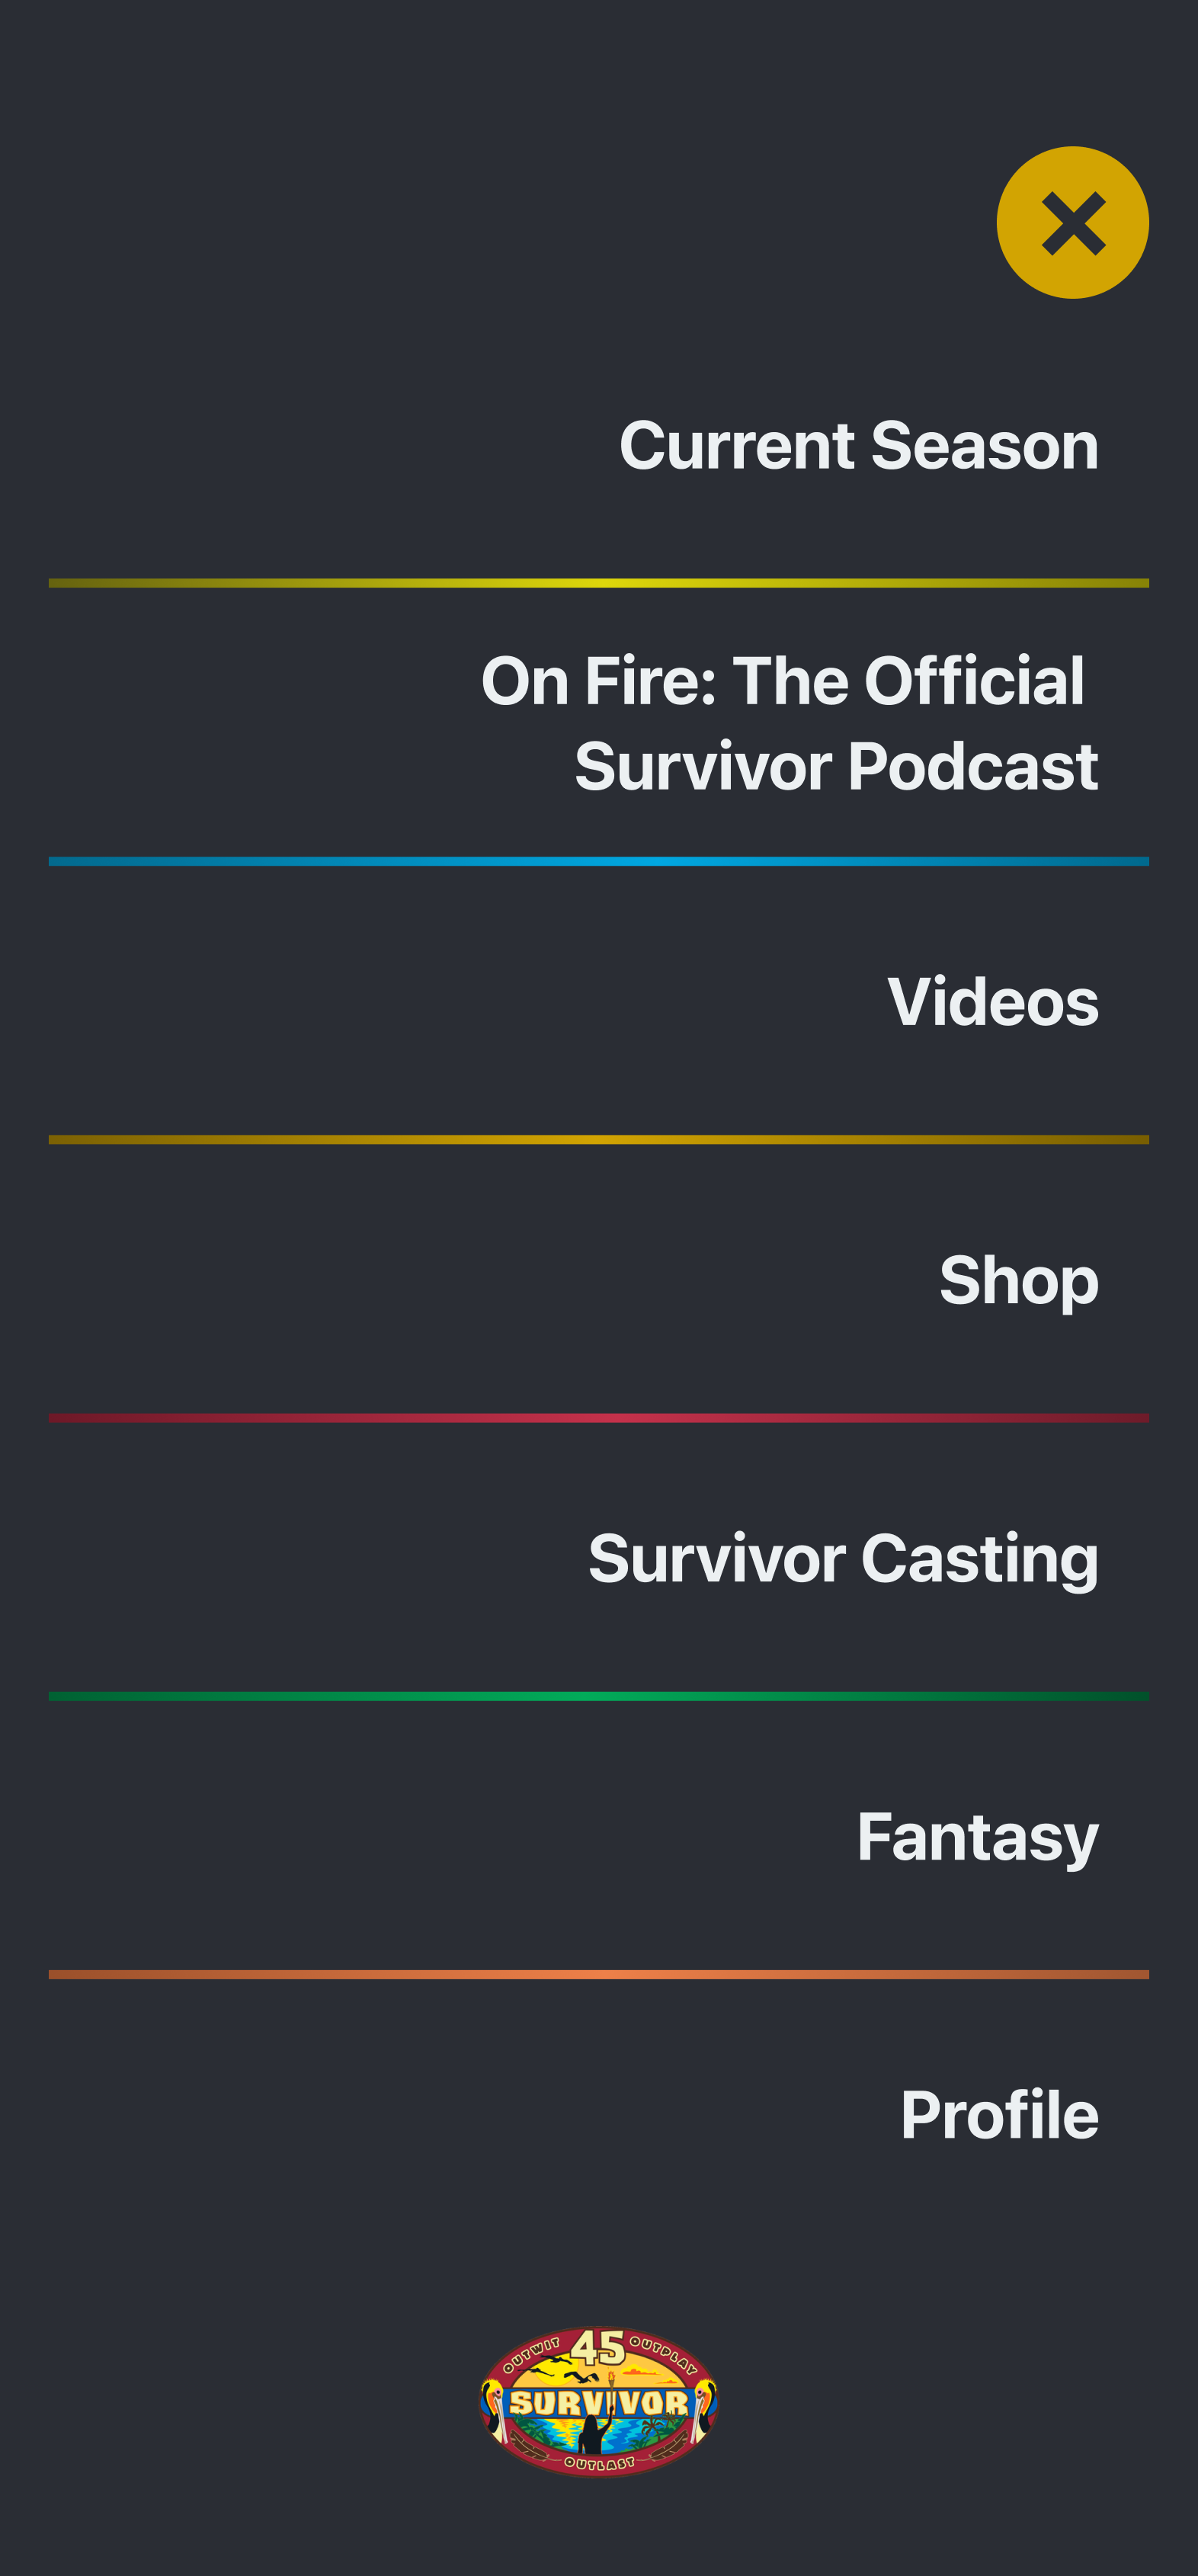 Current Season
On Fire: The Official
Survivor Podcast
Videos
Shop
Survivor Casting
Fantasy
Profile
OUTWIT 45 OUTPLAY
SURVIVOR
OUTLAST